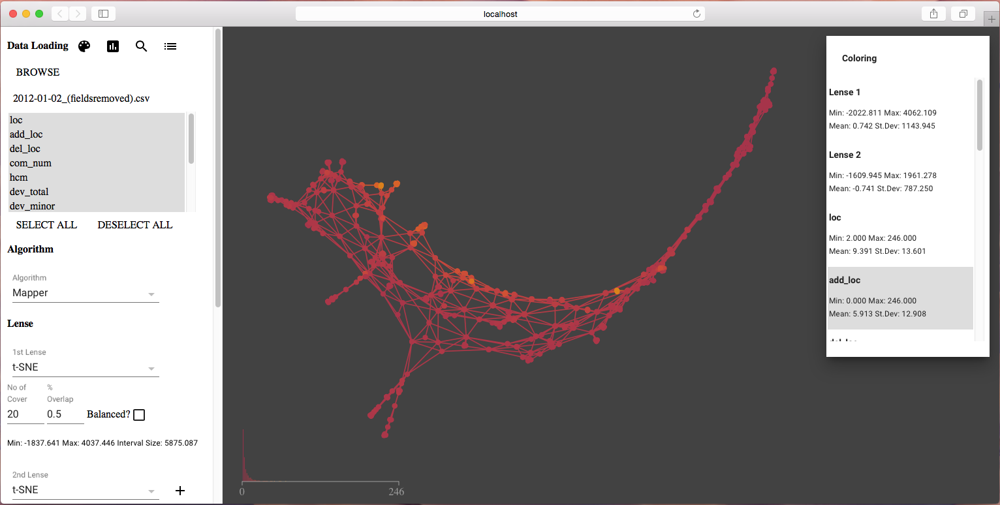 localhost
Data Loading
BROWSE
2012-01-02_(fieldsremoved).csv
loc
add_loc
del_loc
com_num
hcm
dev_total
dev_minor
SELECT ALL DESELECT ALL
Algorithm
Algorithm
Mapper
Lense
1st Lense
t-SNE
No of %
Cover Overlap
20 0.5 Balanced?
Min: -1837.641 Max: 4037.446 Interval Size: 5875.087
2nd Lense
t-SNE
0 246
Coloring
Lense 1
Min: -2022.811 Max: 4062.109
Mean: 0.742 St.Dev: 1143.945
Lense 2
Min: -1609.945 Max: 1961.278
Mean: -0.741 St.Dev: 787.250
loc
Min: 2.000 Max: 246.000
Mean: 9.391 St.Dev: 13.601
add_loc
Min: 0.000 Max: 246.000
Mean: 5.913 St.Dev: 12.908